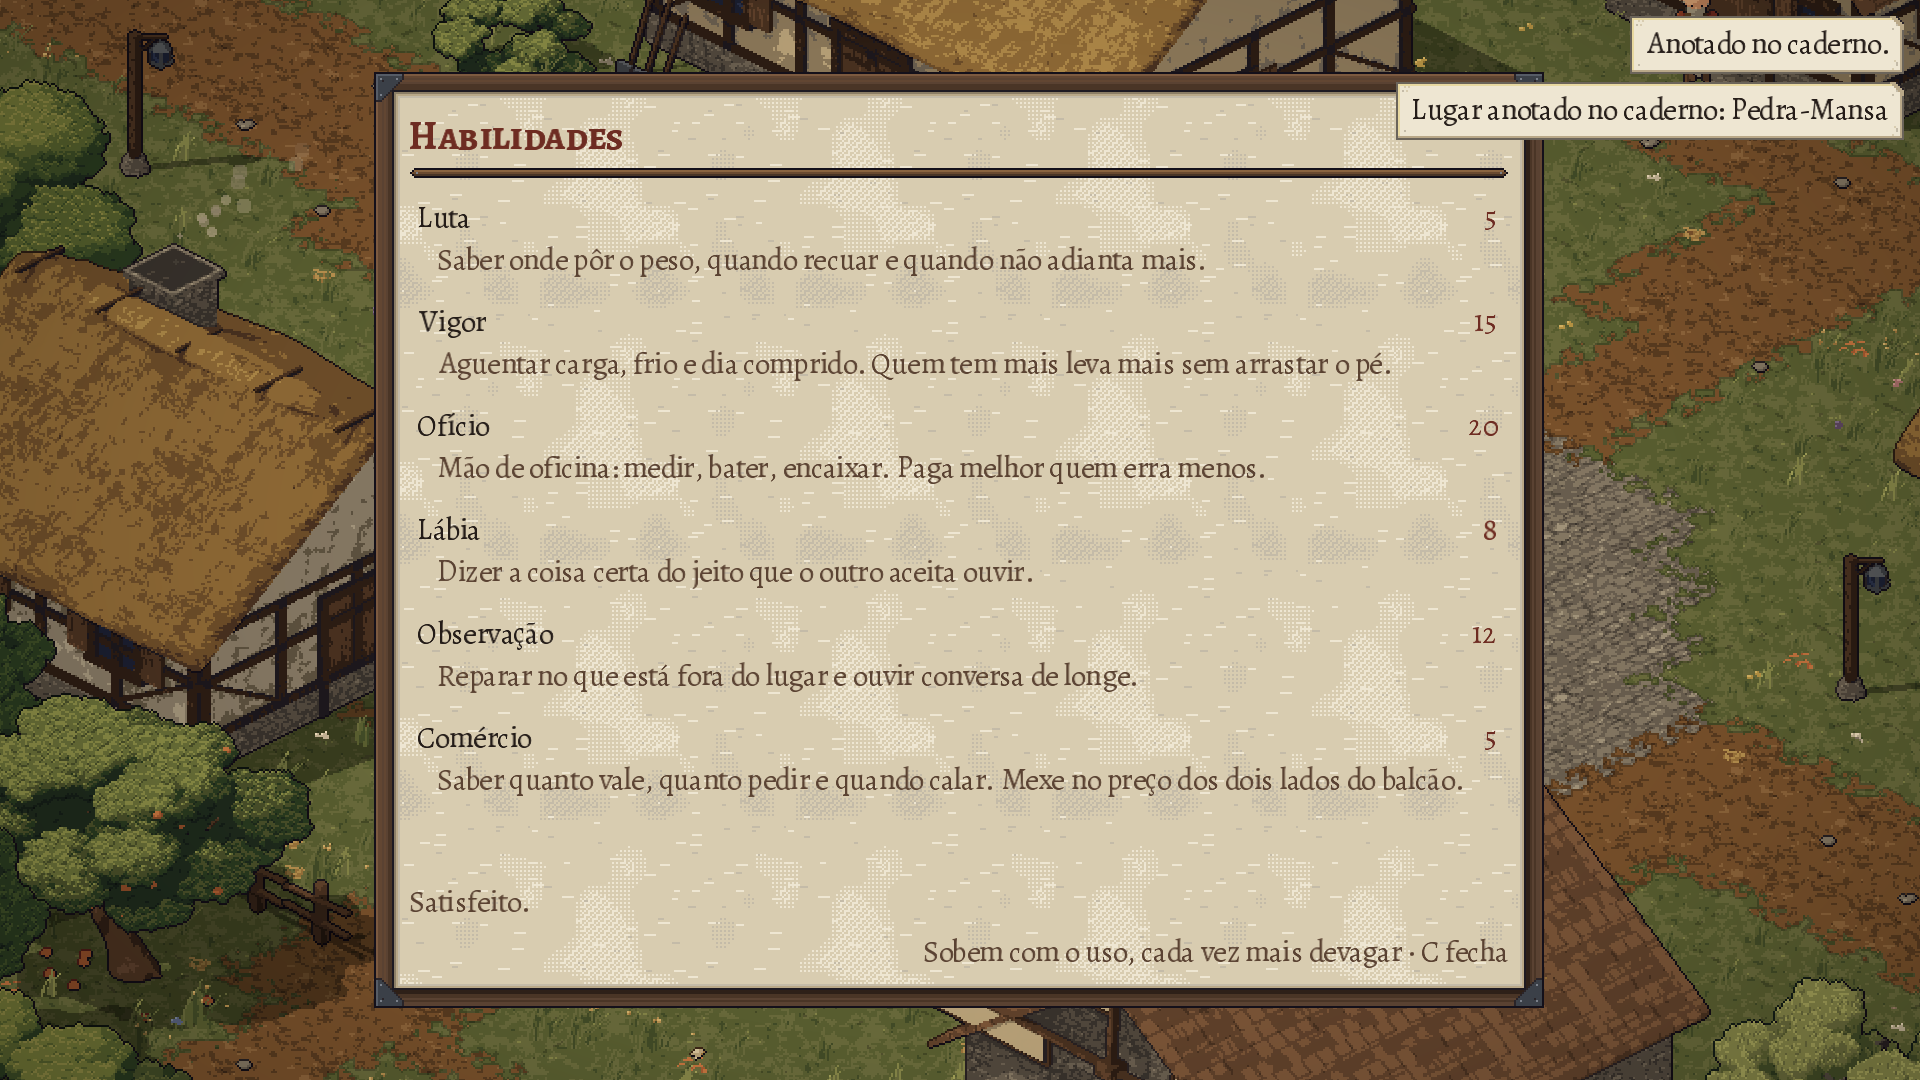 Anotado no caderno.
Lugar anotado no caderno: Pedra-Mansa
Habilidades
Luta 5
Saber onde pôr o peso, quando recuar e quando não adianta mais.
Vigor 15
Aguentar carga, frio e dia comprido. Quem tem mais leva mais sem arrastar o pé.
Ofício 20
Mão de oficina: medir, bater, encaixar. Paga melhor quem erra menos.
Lábia 8
Dizer a coisa certa do jeito que o outro aceita ouvir.
Observação 12
Reparar no que está fora do lugar e ouvir conversa de longe.
Comércio 5
Saber quanto vale, quanto pedir e quando calar. Mexe no preço dos dois lados do balcão.
Satisfeito.
Sobem com o uso, cada vez mais devagar · C fecha